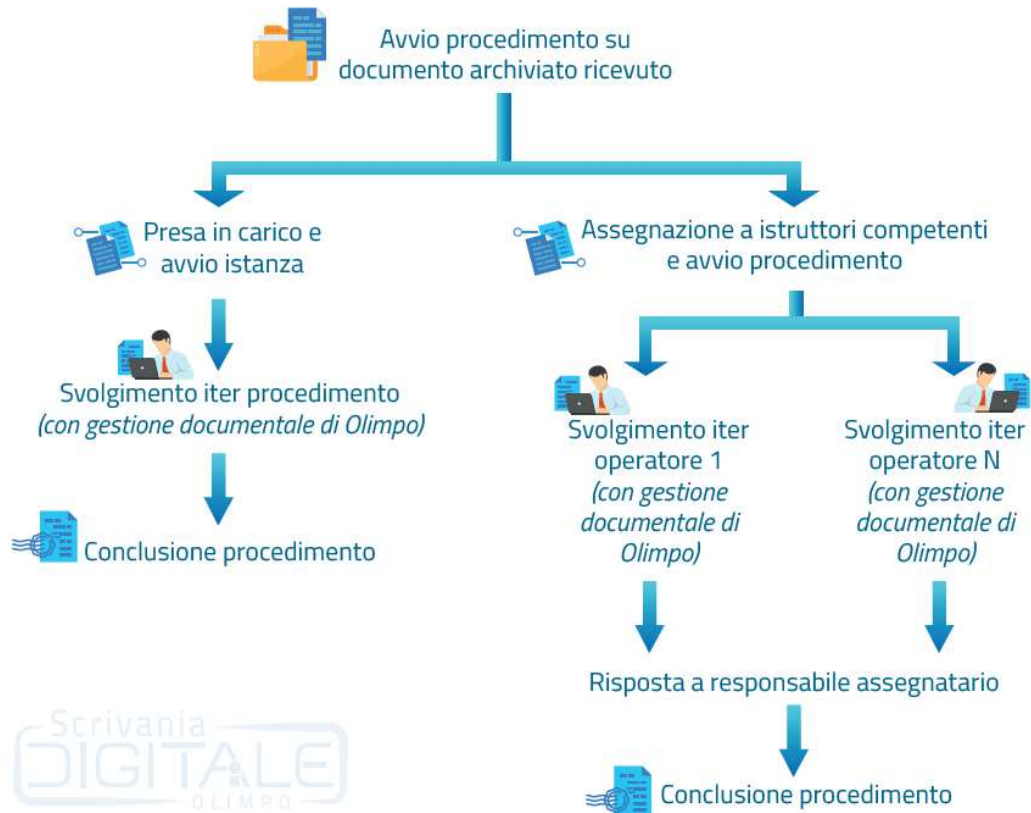 Avvio procedimento su
documento archiviato ricevuto
Presa in carico e
avvio istanza
Svolgimento iter procedimento
(con gestione documentale di Olimpo)
Conclusione procedimento
Assegnazione a istruttori competenti
e avvio procedimento
Svolgimento iter
operatore 1
(con gestione
documentale di
Olimpo)
Svolgimento iter
operatore N
(con gestione
documentale di
Olimpo)
Risposta a responsabile assegnatario
Conclusione procedimento
Scrivania
DIGITALE
OLIMPO